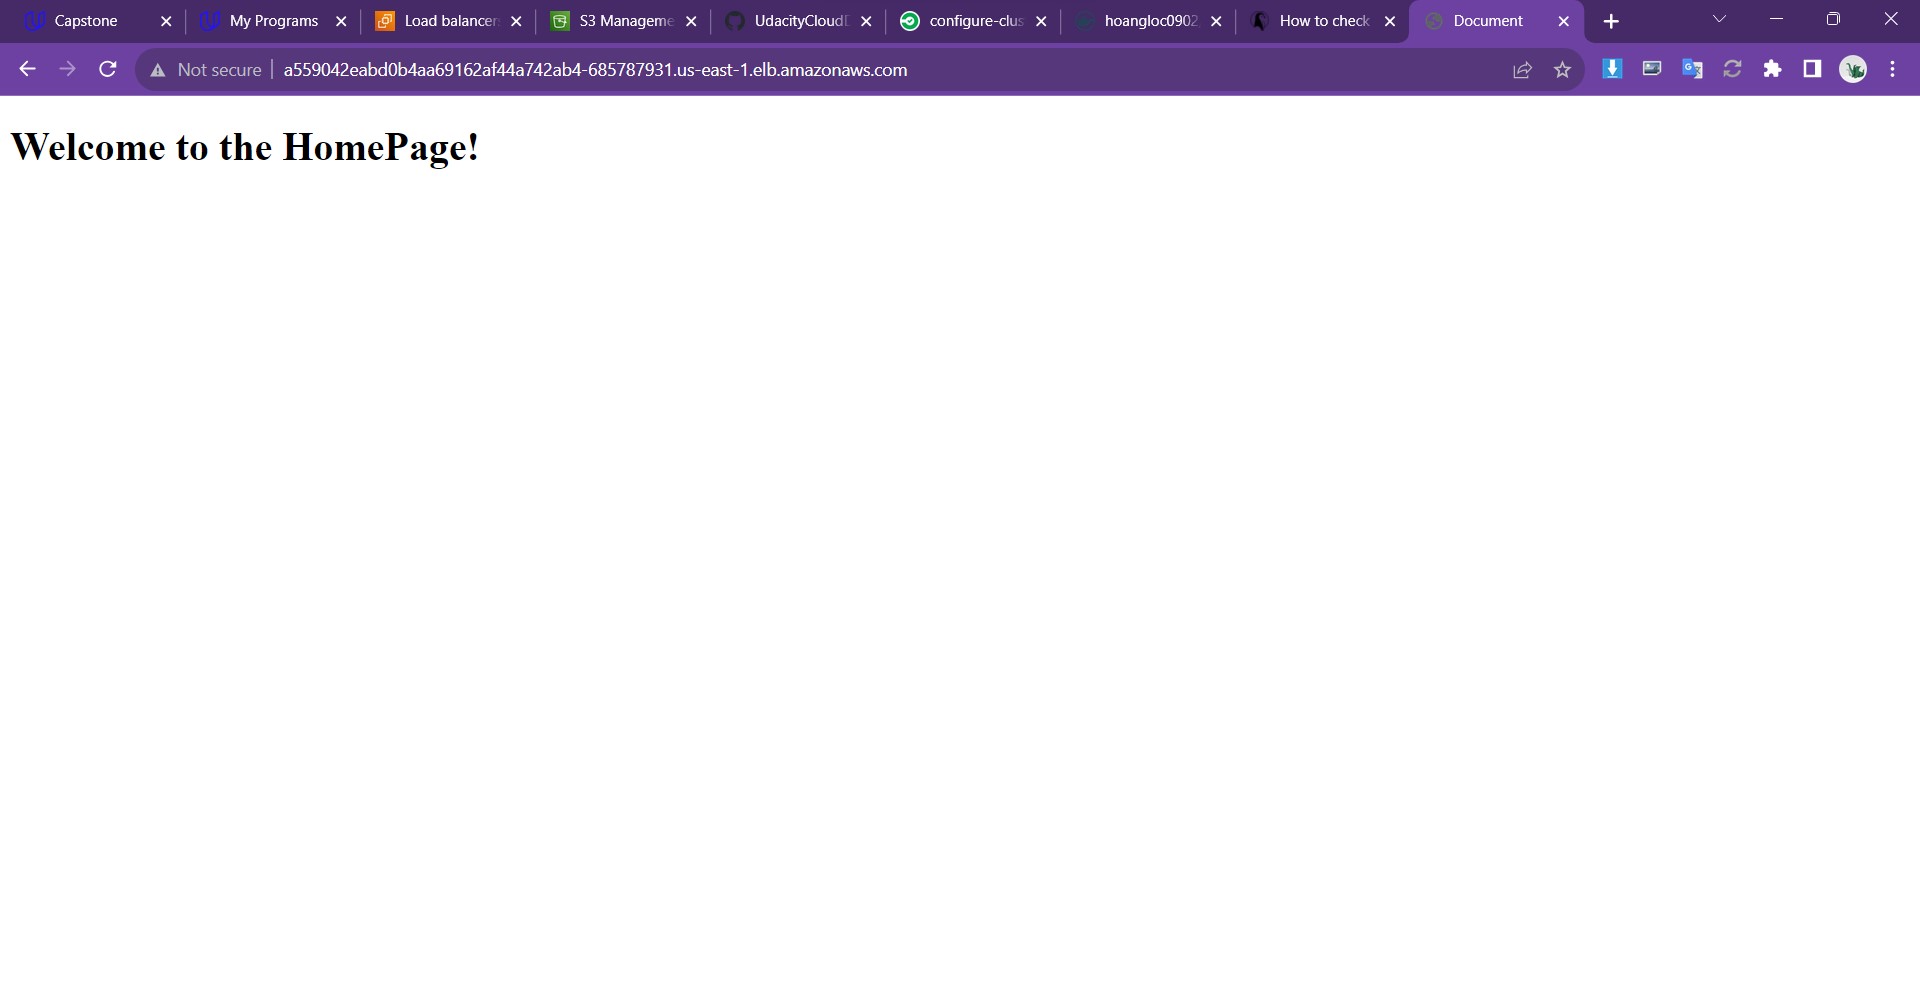 Capstone
My Programs
Load balancer
S3 Manageme
UdacityCloudD
configure-clus
hoangloc0902
How to check
Document
Not secure
a559042eabd0b4aa69162af44a742ab4-685787931.us-east-1.elb.amazonaws.com
Welcome to the HomePage!